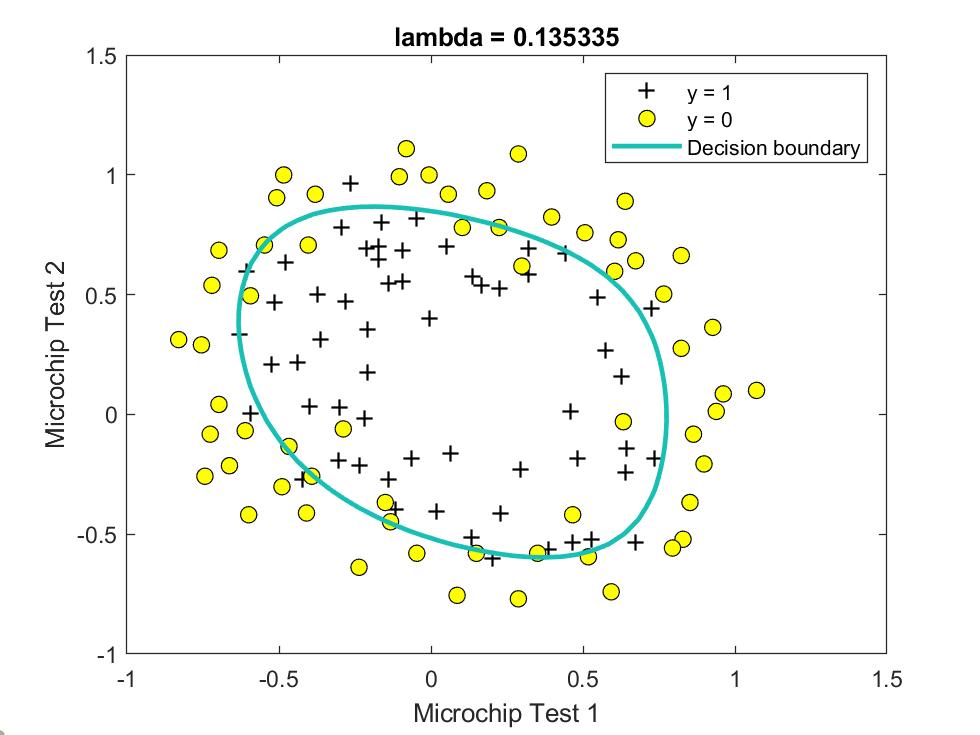 lambda = 0.135335
y = 1
y = 0
Decision boundary
1.5
1
0.5
0
-0.5
-1
Microchip Test 2
-1
-0.5
0
0.5
1
1.5
Microchip Test 1